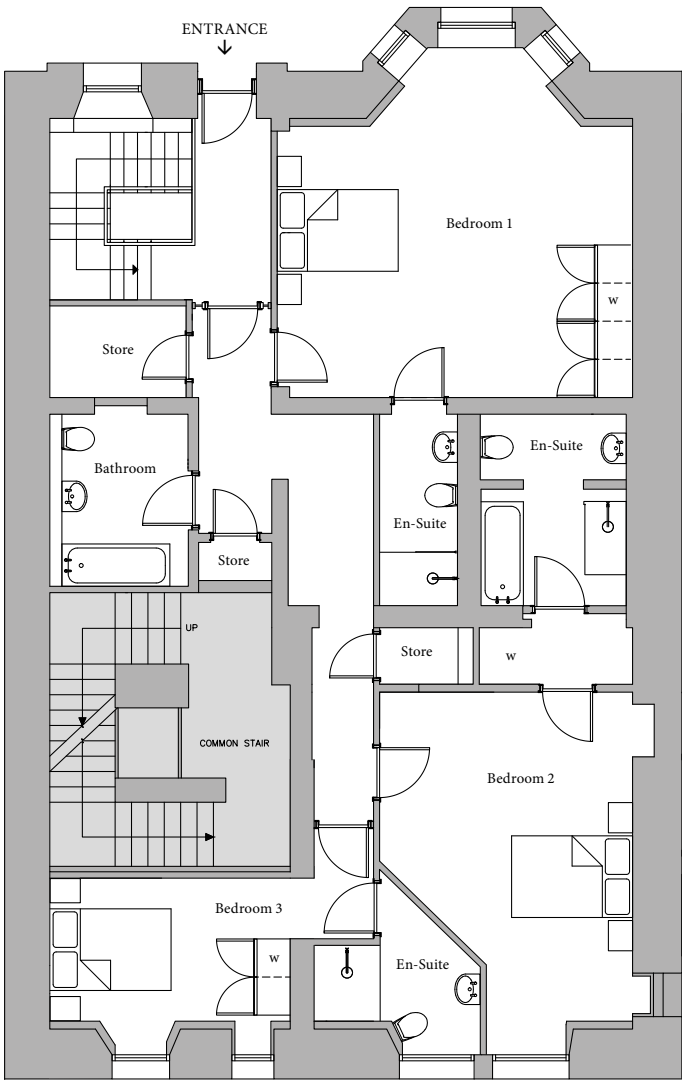 ENTRANCE
Bedroom 1
w
Store
Bathroom
En-Suite
En-Suite
Store
UP
Store
w
COMMON STAIR
Bedroom 2
Bedroom 3
w
En-Suite